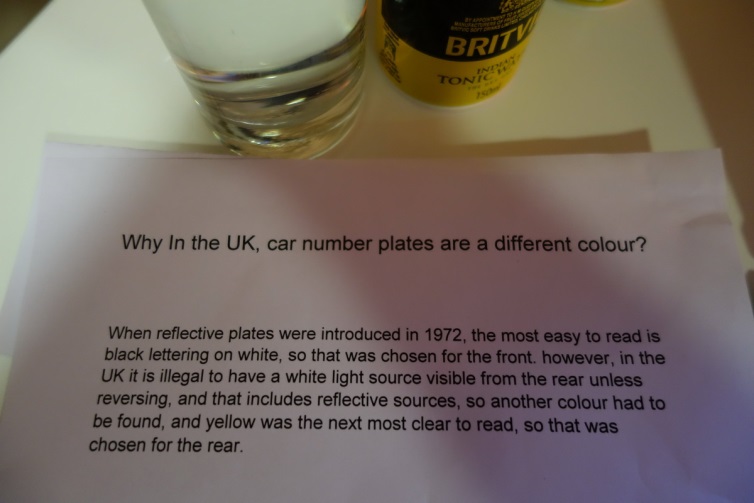 BRITVI
INDIAN
TONIC WA
150ml
Why In the UK, car number plates are a different colour?
When reflective plates were introduced in 1972, the most easy to read is
black lettering on white, so that was chosen for the front. however, in the
UK it is illegal to have a white light source visible from the rear unless
reversing, and that includes reflective sources, so another colour had to
be found, and yellow was the next most clear to read, so that was
chosen for the rear.